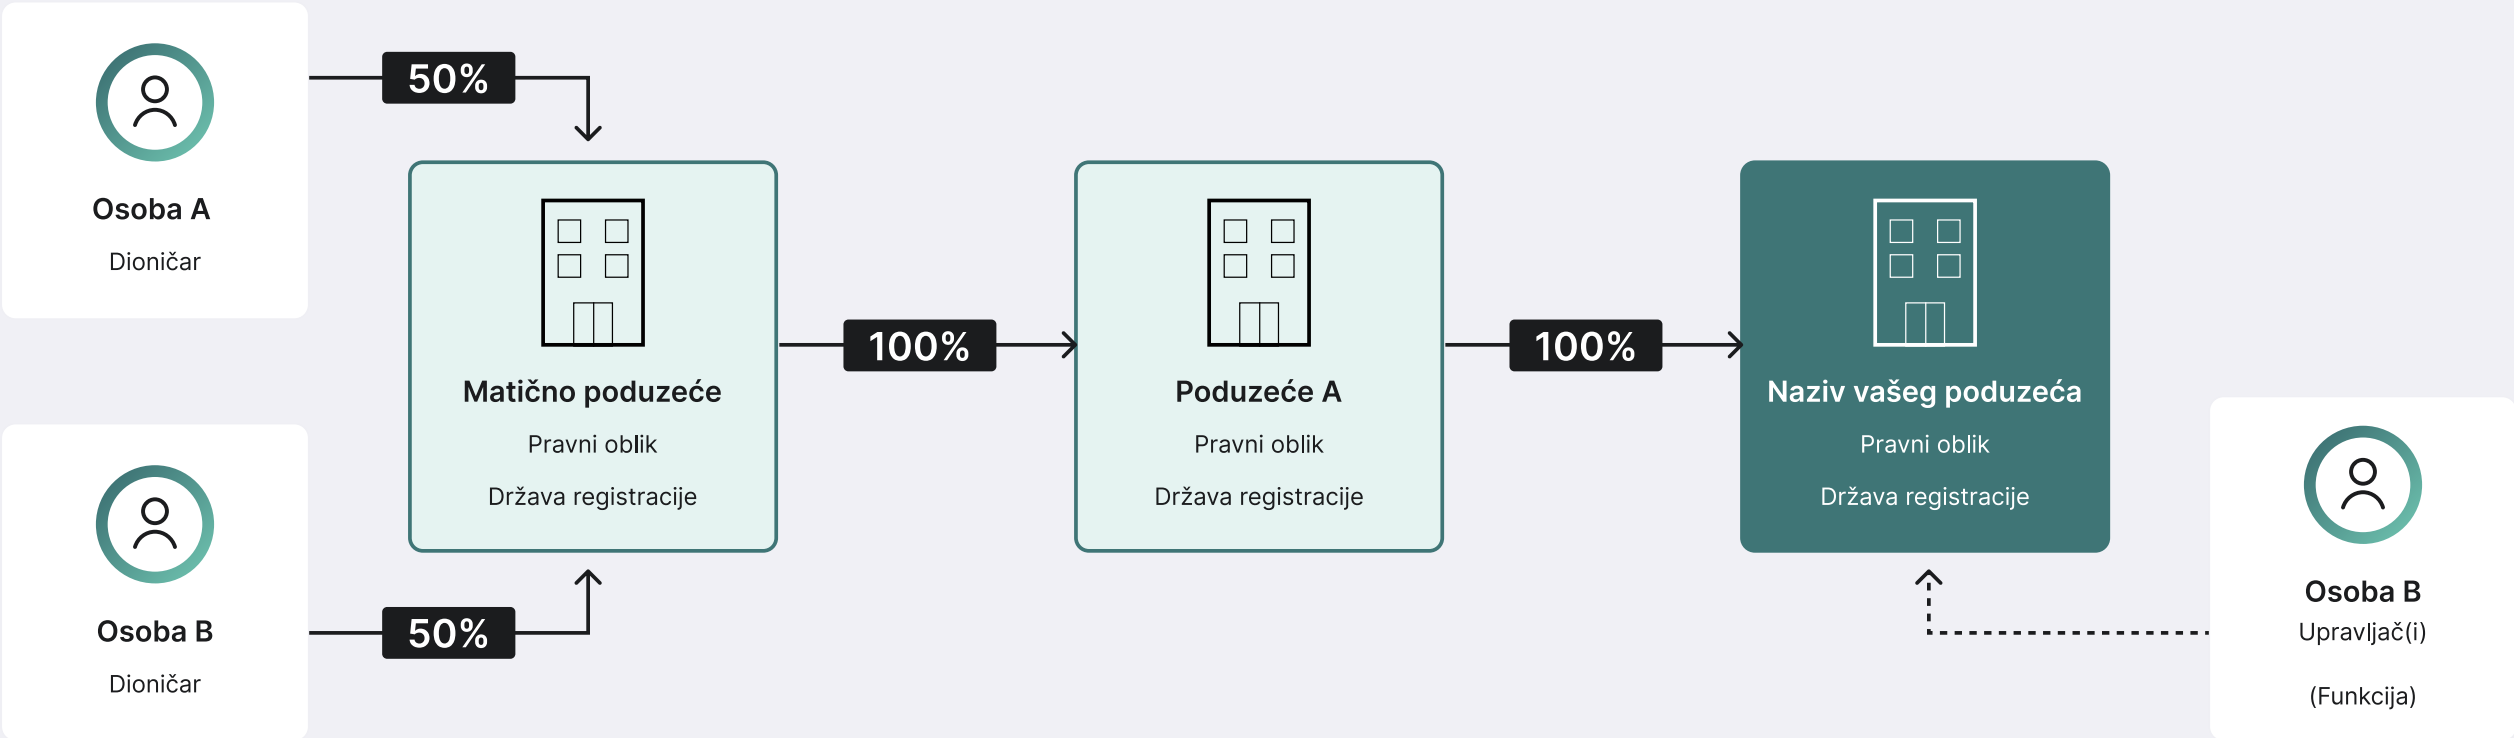 50%
Osoba A
Dioničar
Matično poduzeće
Pravni oblik
Država registracije
100%
Poduzeće A
Pravni oblik
Država registracije
100%
Naziv vašeg poduzeća
Pravni oblik
Država registracije
50%
Osoba B
Dioničar
Osoba B
Upravljač(i)
(Funkcija)